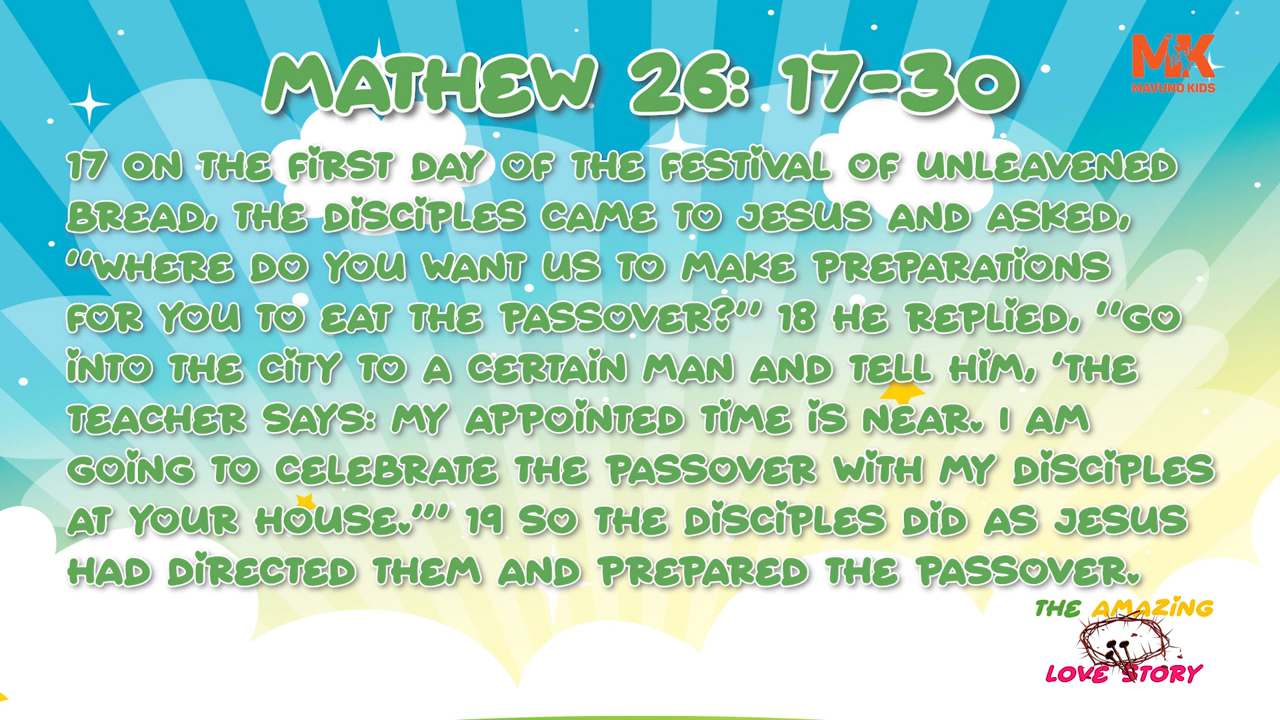 MATHEW 26: 17-30
MK
MAVUNO KIDS
17 ON THE FIRST DAY OF THE FESTIVAL OF UNLEAVENED
BREAD, THE DISCIPLES CAME TO JESUS AND ASKED,
“WHERE DO YOU WANT US TO MAKE PREPARATIONS
FOR YOU TO EAT THE PASSOVER?” 18 HE REPLIED, “GO
INTO THE CITY TO A CERTAIN MAN AND TELL HIM, ‘THE
TEACHER SAYS: MY APPOINTED TIME IS NEAR. I AM
GOING TO CELEBRATE THE PASSOVER WITH MY DISCIPLES
AT YOUR HOUSE.’” 19 SO THE DISCIPLES DID AS JESUS
HAD DIRECTED THEM AND PREPARED THE PASSOVER.
THE AMAZING
LOVE STORY